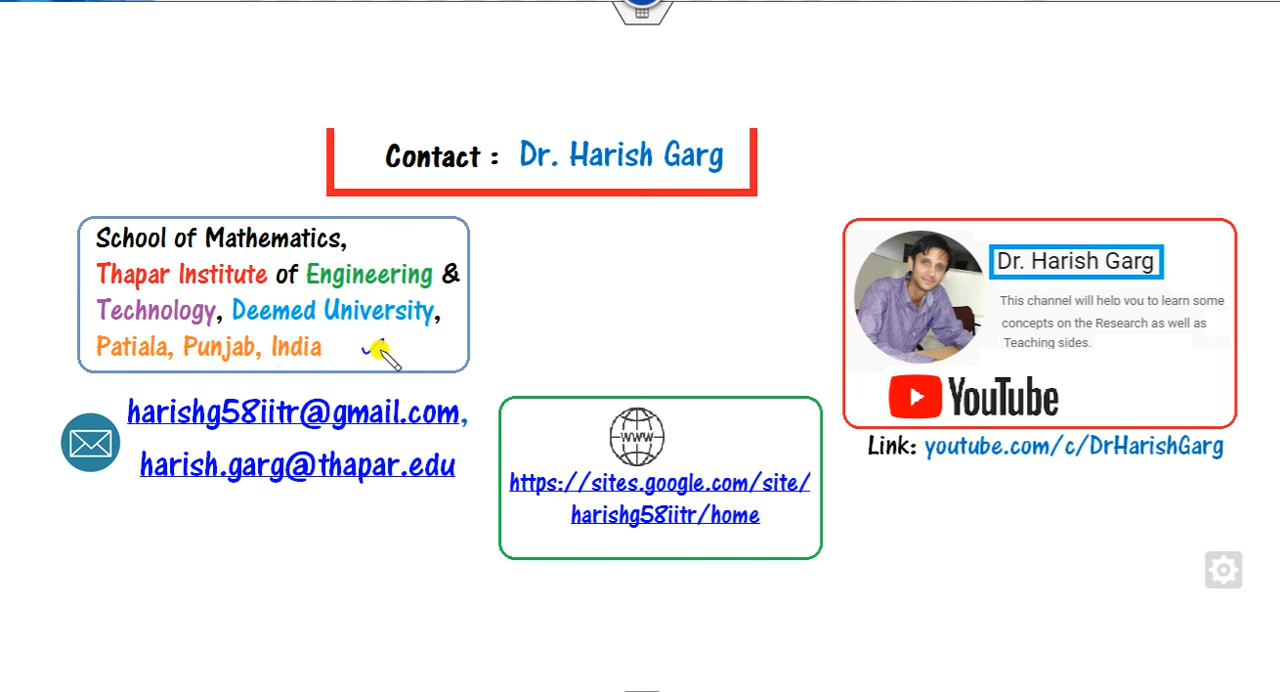 Contact : Dr. Harish Garg
School of Mathematics,
Thapar Institute of Engineering &
Technology, Deemed University,
Patiala, Punjab, India
harishg58iitr@gmail.com,
harish.garg@thapar.edu
WWW
https://sites.google.com/site/
harishg58iitr/home
Dr. Harish Garg
This channel will help you to learn some
concepts on the Research as well as
Teaching sides.
YouTube
Link: youtube.com/c/DrHarishGarg